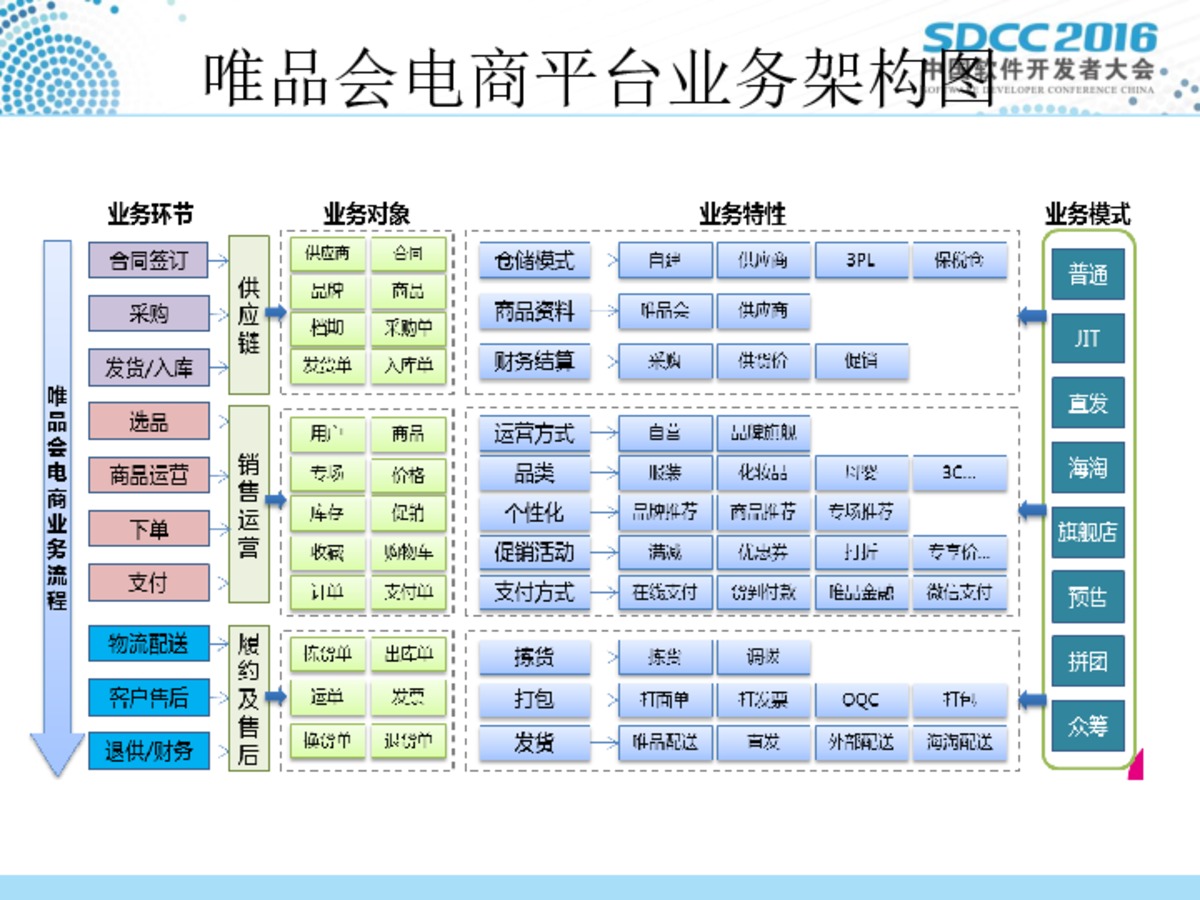 SDCC 2016
中国软件开发者大会
SOFTWARE DEVELOPER CONFERENCE CHINA
唯品会电商平台业务架构图
业务环节 业务对象 业务特性 业务模式
唯品会电商业务流程
合同签订
采购
发货/入库
选品
商品运营
下单
支付
物流配送
客户售后
退供/财务
供应链
销售运营
履约及售后
供应商 合同
品牌 商品
档期 采购单
发货单 入库单
用户 商品
专场 价格
库存 促销
收藏 购物车
订单 支付单
拣货单 出库单
运单 发票
换货单 退货单
仓储模式 自建 供应商 3PL 保税仓
商品资料 唯品会 供应商
财务结算 采购 供货价 促销
运营方式 自营 品牌旗舰
品类 服装 化妆品 母婴 3C...
个性化 品牌推荐 商品推荐 专场推荐
促销活动 满减 优惠券 打折 专享价...
支付方式 在线支付 货到付款 唯品金融 微信支付
拣货 拣货 调拨
打包 打面单 打发票 OQC 打包
发货 唯品配送 直发 外部配送 海淘配送
普通
JIT
直发
海淘
旗舰店
预售
拼团
众筹